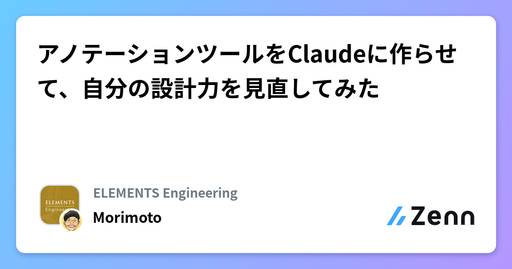 アノテーションツールをClaudeに作らせ
て、自分の設計力を見直してみた
ELEMENTS Engineering
Morimoto
Zenn
ELEMENTS